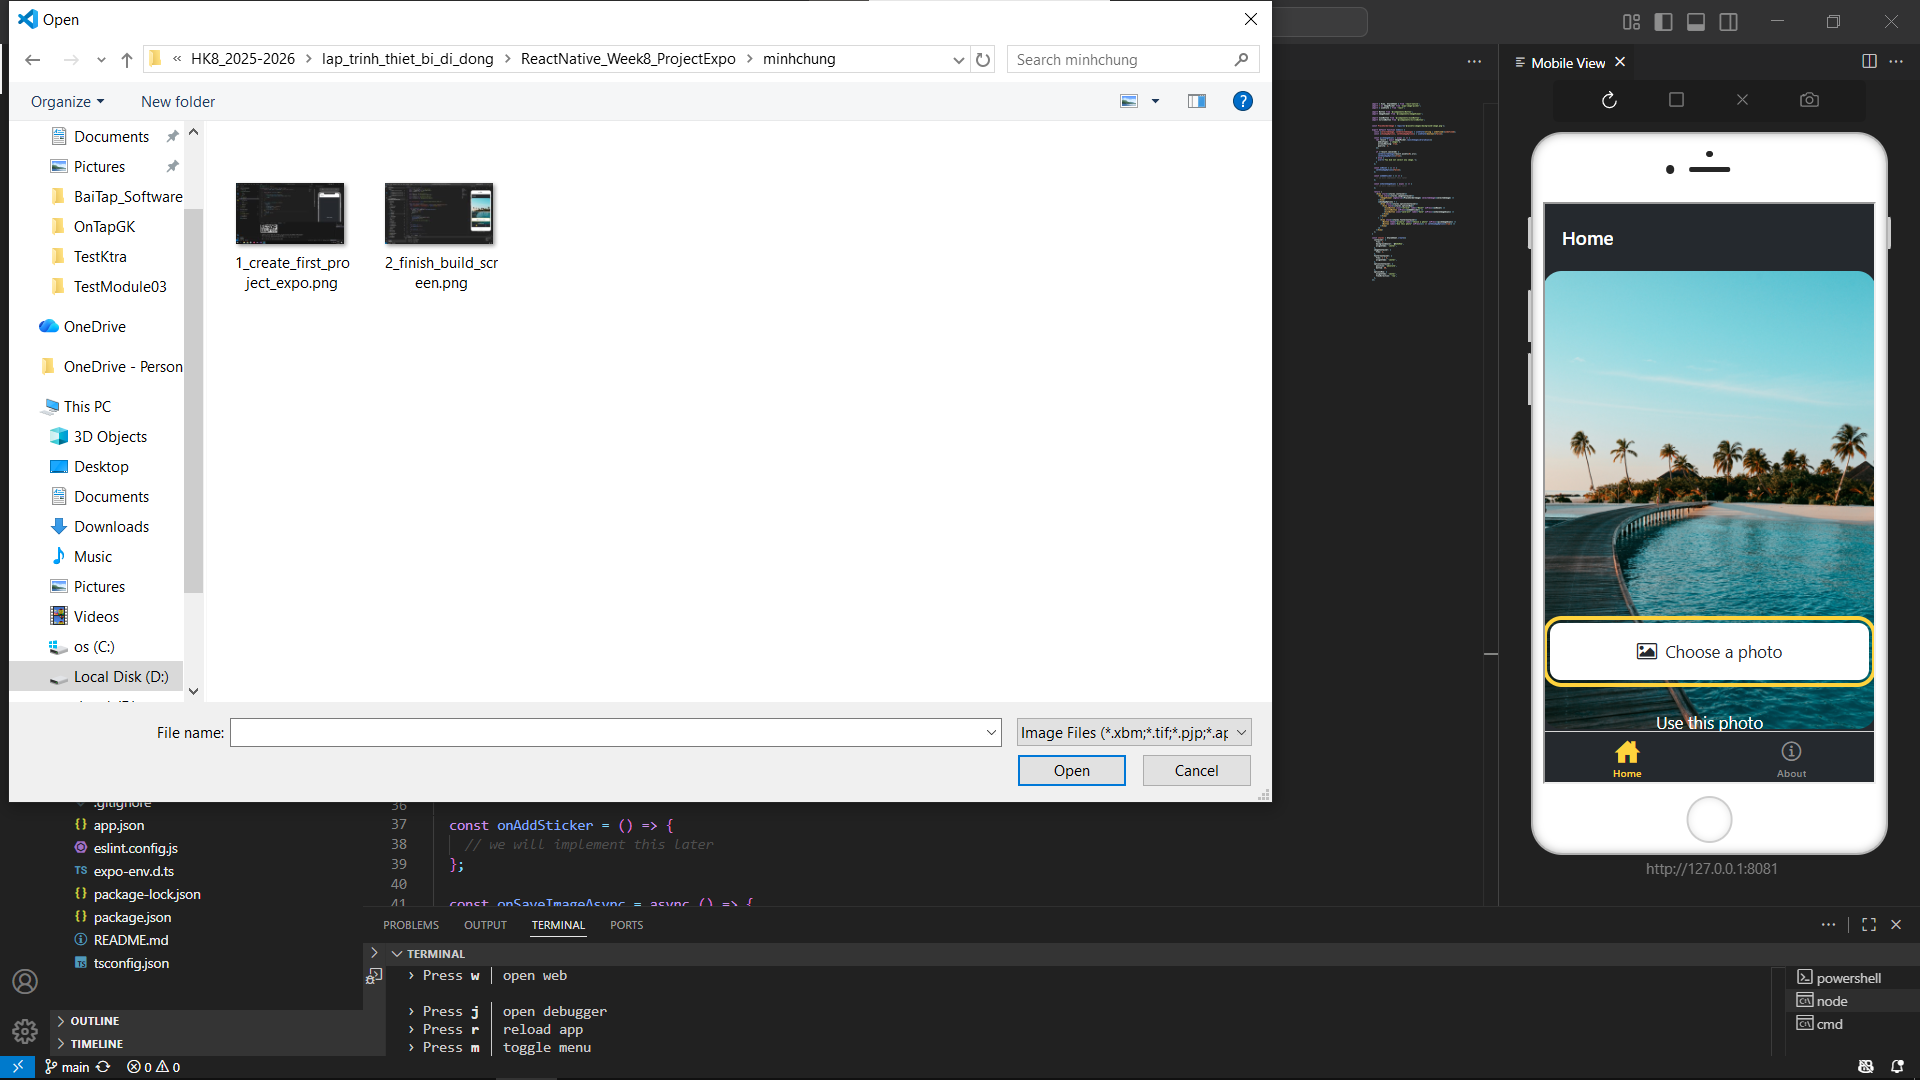 Open
« HK8_2025-2026 > lap_trinh_thiet_bi_di_dong > ReactNative_Week8_ProjectExpo > minhchung
Search minhchung
Organize
New folder
Documents
Pictures
BaiTap_Software
OnTapGK
TestKtra
TestModule03
OneDrive
OneDrive - Person
This PC
3D Objects
Desktop
Documents
Downloads
Music
Pictures
Videos
os (C:)
Local Disk (D:)
1_create_first_pro
ject_expo.png
2_finish_build_scr
een.png
File name:
Image Files (*.xbm;*.tif;*.pjp;*.ap
Open
Cancel
Mobile View
Home
Choose a photo
Use this photo
Home
About
http://127.0.0.1:8081
.gitignore
app.json
eslint.config.js
TS expo-env.d.ts
package-lock.json
package.json
README.md
tsconfig.json
OUTLINE
TIMELINE
36
37 const onAddSticker = () => {
38 // we will implement this later
39 };
40
41 const onSaveImageAsync = async () => {
PROBLEMS
OUTPUT
TERMINAL
PORTS
TERMINAL
› Press w │ open web
› Press j │ open debugger
› Press r │ reload app
› Press m │ toggle menu
powershell
node
cmd
main
0 0